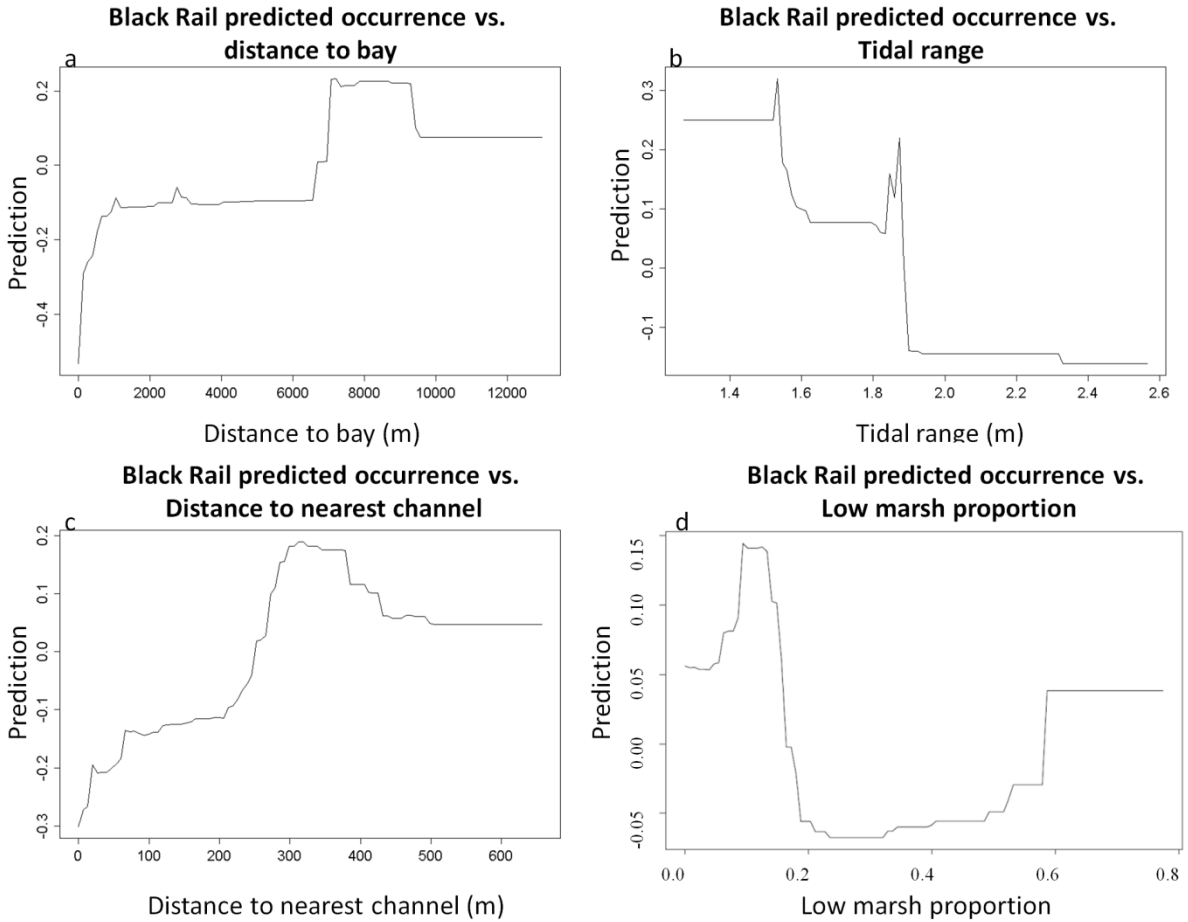 Black Rail predicted occurrence vs.
distance to bay
a
0.2
0.0
-0.2
-0.4
Prediction
0 2000 4000 6000 8000 10000 12000
Distance to bay (m)
Black Rail predicted occurrence vs.
Tidal range
b
0.3
0.2
0.1
0.0
-0.1
Prediction
1.4 1.6 1.8 2.0 2.2 2.4 2.6
Tidal range (m)
Black Rail predicted occurrence vs.
Distance to nearest channel
c
0.2
0.1
0.0
-0.1
-0.2
-0.3
Prediction
0 100 200 300 400 500 600
Distance to nearest channel (m)
Black Rail predicted occurrence vs.
Low marsh proportion
d
0.15
0.10
0.05
0.00
-0.05
Prediction
0.0 0.2 0.4 0.6 0.8
Low marsh proportion